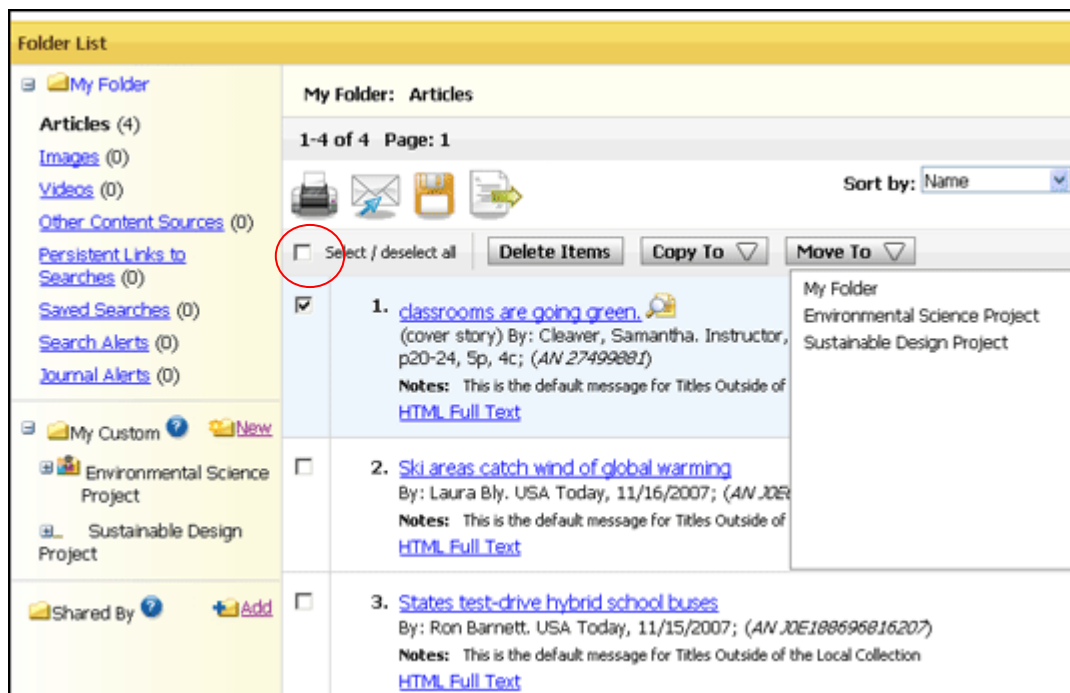 Folder List
My Folder
Articles (4)
Images (0)
Videos (0)
Other Content Sources (0)
Persistent Links to
Searches (0)
Saved Searches (0)
Search Alerts (0)
Journal Alerts (0)
My Custom ? New
Environmental Science
Project
Sustainable Design
Project
Shared By ? Add
My Folder: Articles
1-4 of 4 Page: 1
Sort by: Name
Select / deselect all Delete Items Copy To Move To
My Folder
Environmental Science Project
Sustainable Design Project
1. classrooms are going green.
(cover story) By: Cleaver, Samantha. Instructor,
p20-24, 5p, 4c; (AN 27499881)
Notes: This is the default message for Titles Outside of
HTML Full Text
2. Ski areas catch wind of global warming
By: Laura Bly. USA Today, 11/16/2007; (AN J0E
Notes: This is the default message for Titles Outside of
HTML Full Text
3. States test-drive hybrid school buses
By: Ron Barnett. USA Today, 11/15/2007; (AN J0E188696816207)
Notes: This is the default message for Titles Outside of the Local Collection
HTML Full Text